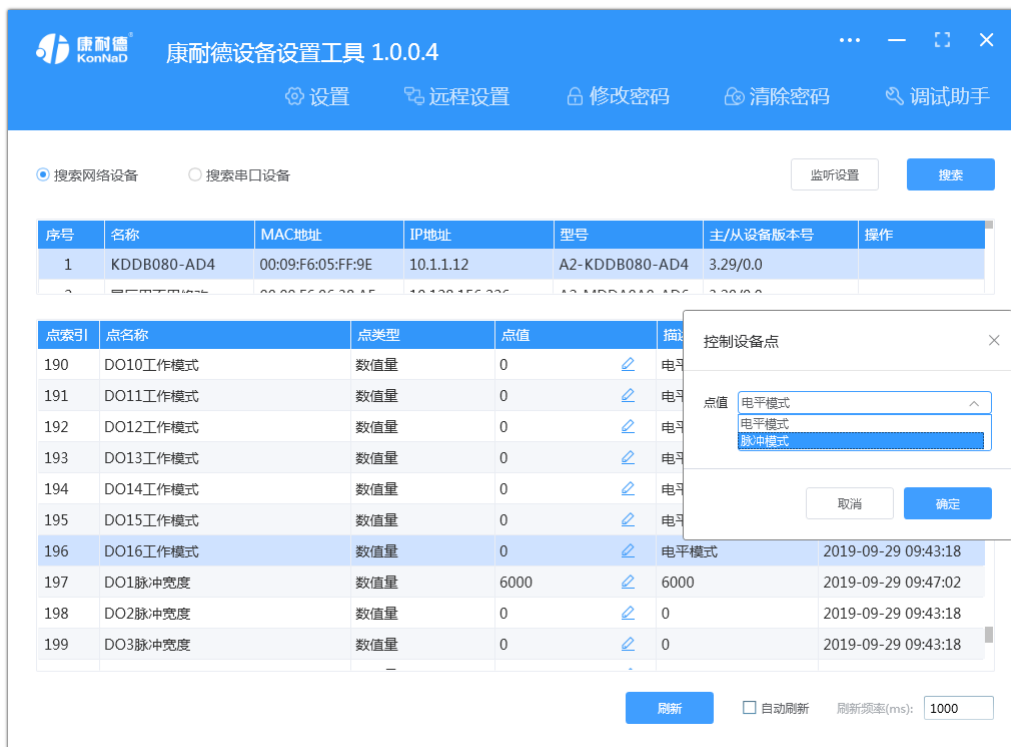 康耐德®
KonNaD
康耐德设备设置工具 1.0.0.4
设置 远程设置 修改密码 清除密码 调试助手
搜索网络设备 搜索串口设备 监听设置 搜索
序号 名称 MAC地址 IP地址 型号 主/从设备版本号 操作
1 KDDB080-AD4 00:09:F6:05:FF:9E 10.1.1.12 A2-KDDB080-AD4 3.29/0.0
点索引 点名称 点类型 点值
控制设备点
190 DO10工作模式 数值量 0
191 DO11工作模式 数值量 0
点值 电平模式
电平模式
脉冲模式
192 DO12工作模式 数值量 0
193 DO13工作模式 数值量 0
194 DO14工作模式 数值量 0
取消 确定
195 DO15工作模式 数值量 0
196 DO16工作模式 数值量 0 电平模式 2019-09-29 09:43:18
197 DO1脉冲宽度 数值量 6000 6000 2019-09-29 09:47:02
198 DO2脉冲宽度 数值量 0 0 2019-09-29 09:43:18
199 DO3脉冲宽度 数值量 0 0 2019-09-29 09:43:18
刷新 自动刷新 刷新频率(ms): 1000